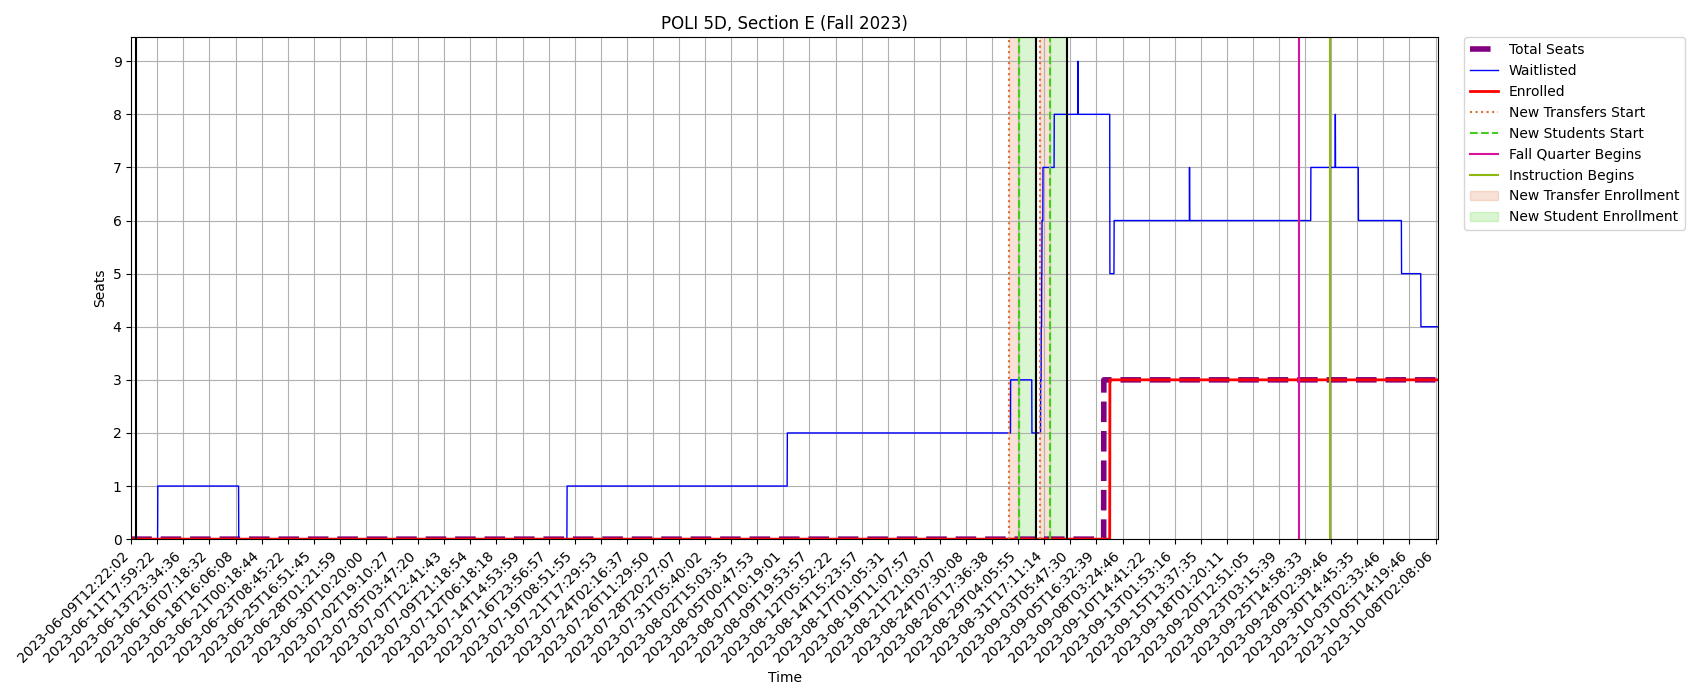 POLI 5D, Section E (Fall 2023)
Total Seats
Waitlisted
Enrolled
New Transfers Start
New Students Start
Fall Quarter Begins
Instruction Begins
New Transfer Enrollment
New Student Enrollment
Seats
9
8
7
6
5
4
3
2
1
0
2023-06-09T12:22:02
2023-06-11T17:59:22
2023-06-13T23:34:36
2023-06-16T07:18:32
2023-06-18T16:06:08
2023-06-21T00:18:44
2023-06-23T08:45:22
2023-06-25T16:51:45
2023-06-28T01:21:59
2023-06-30T10:20:00
2023-07-02T19:10:27
2023-07-05T03:47:20
2023-07-07T12:41:43
2023-07-09T21:18:54
2023-07-12T06:18:18
2023-07-14T14:53:59
2023-07-16T23:56:57
2023-07-19T08:51:55
2023-07-21T17:29:53
2023-07-24T02:16:37
2023-07-26T11:29:50
2023-07-28T20:27:07
2023-07-31T05:40:02
2023-08-02T15:03:35
2023-08-05T00:47:53
2023-08-07T10:19:01
2023-08-09T19:53:57
2023-08-12T05:52:22
2023-08-14T15:23:57
2023-08-17T01:05:31
2023-08-19T11:07:57
2023-08-21T21:03:07
2023-08-24T07:30:08
2023-08-26T17:36:38
2023-08-29T04:05:55
2023-08-31T17:11:14
2023-09-03T05:47:30
2023-09-05T16:32:39
2023-09-08T03:24:46
2023-09-10T14:41:22
2023-09-13T01:53:16
2023-09-15T13:37:35
2023-09-18T01:20:11
2023-09-20T12:51:05
2023-09-23T03:15:39
2023-09-25T14:58:33
2023-09-28T02:39:46
2023-09-30T14:45:35
2023-10-03T02:33:46
2023-10-05T14:19:46
2023-10-08T02:08:06
Time